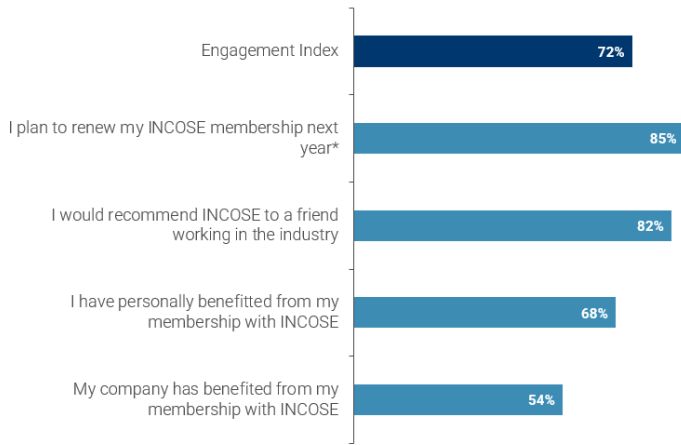 Engagement Index
72%
I plan to renew my INCOSE membership next
year*
85%
I would recommend INCOSE to a friend
working in the industry
82%
I have personally benefitted from my
membership with INCOSE
68%
My company has benefited from my
membership with INCOSE
54%